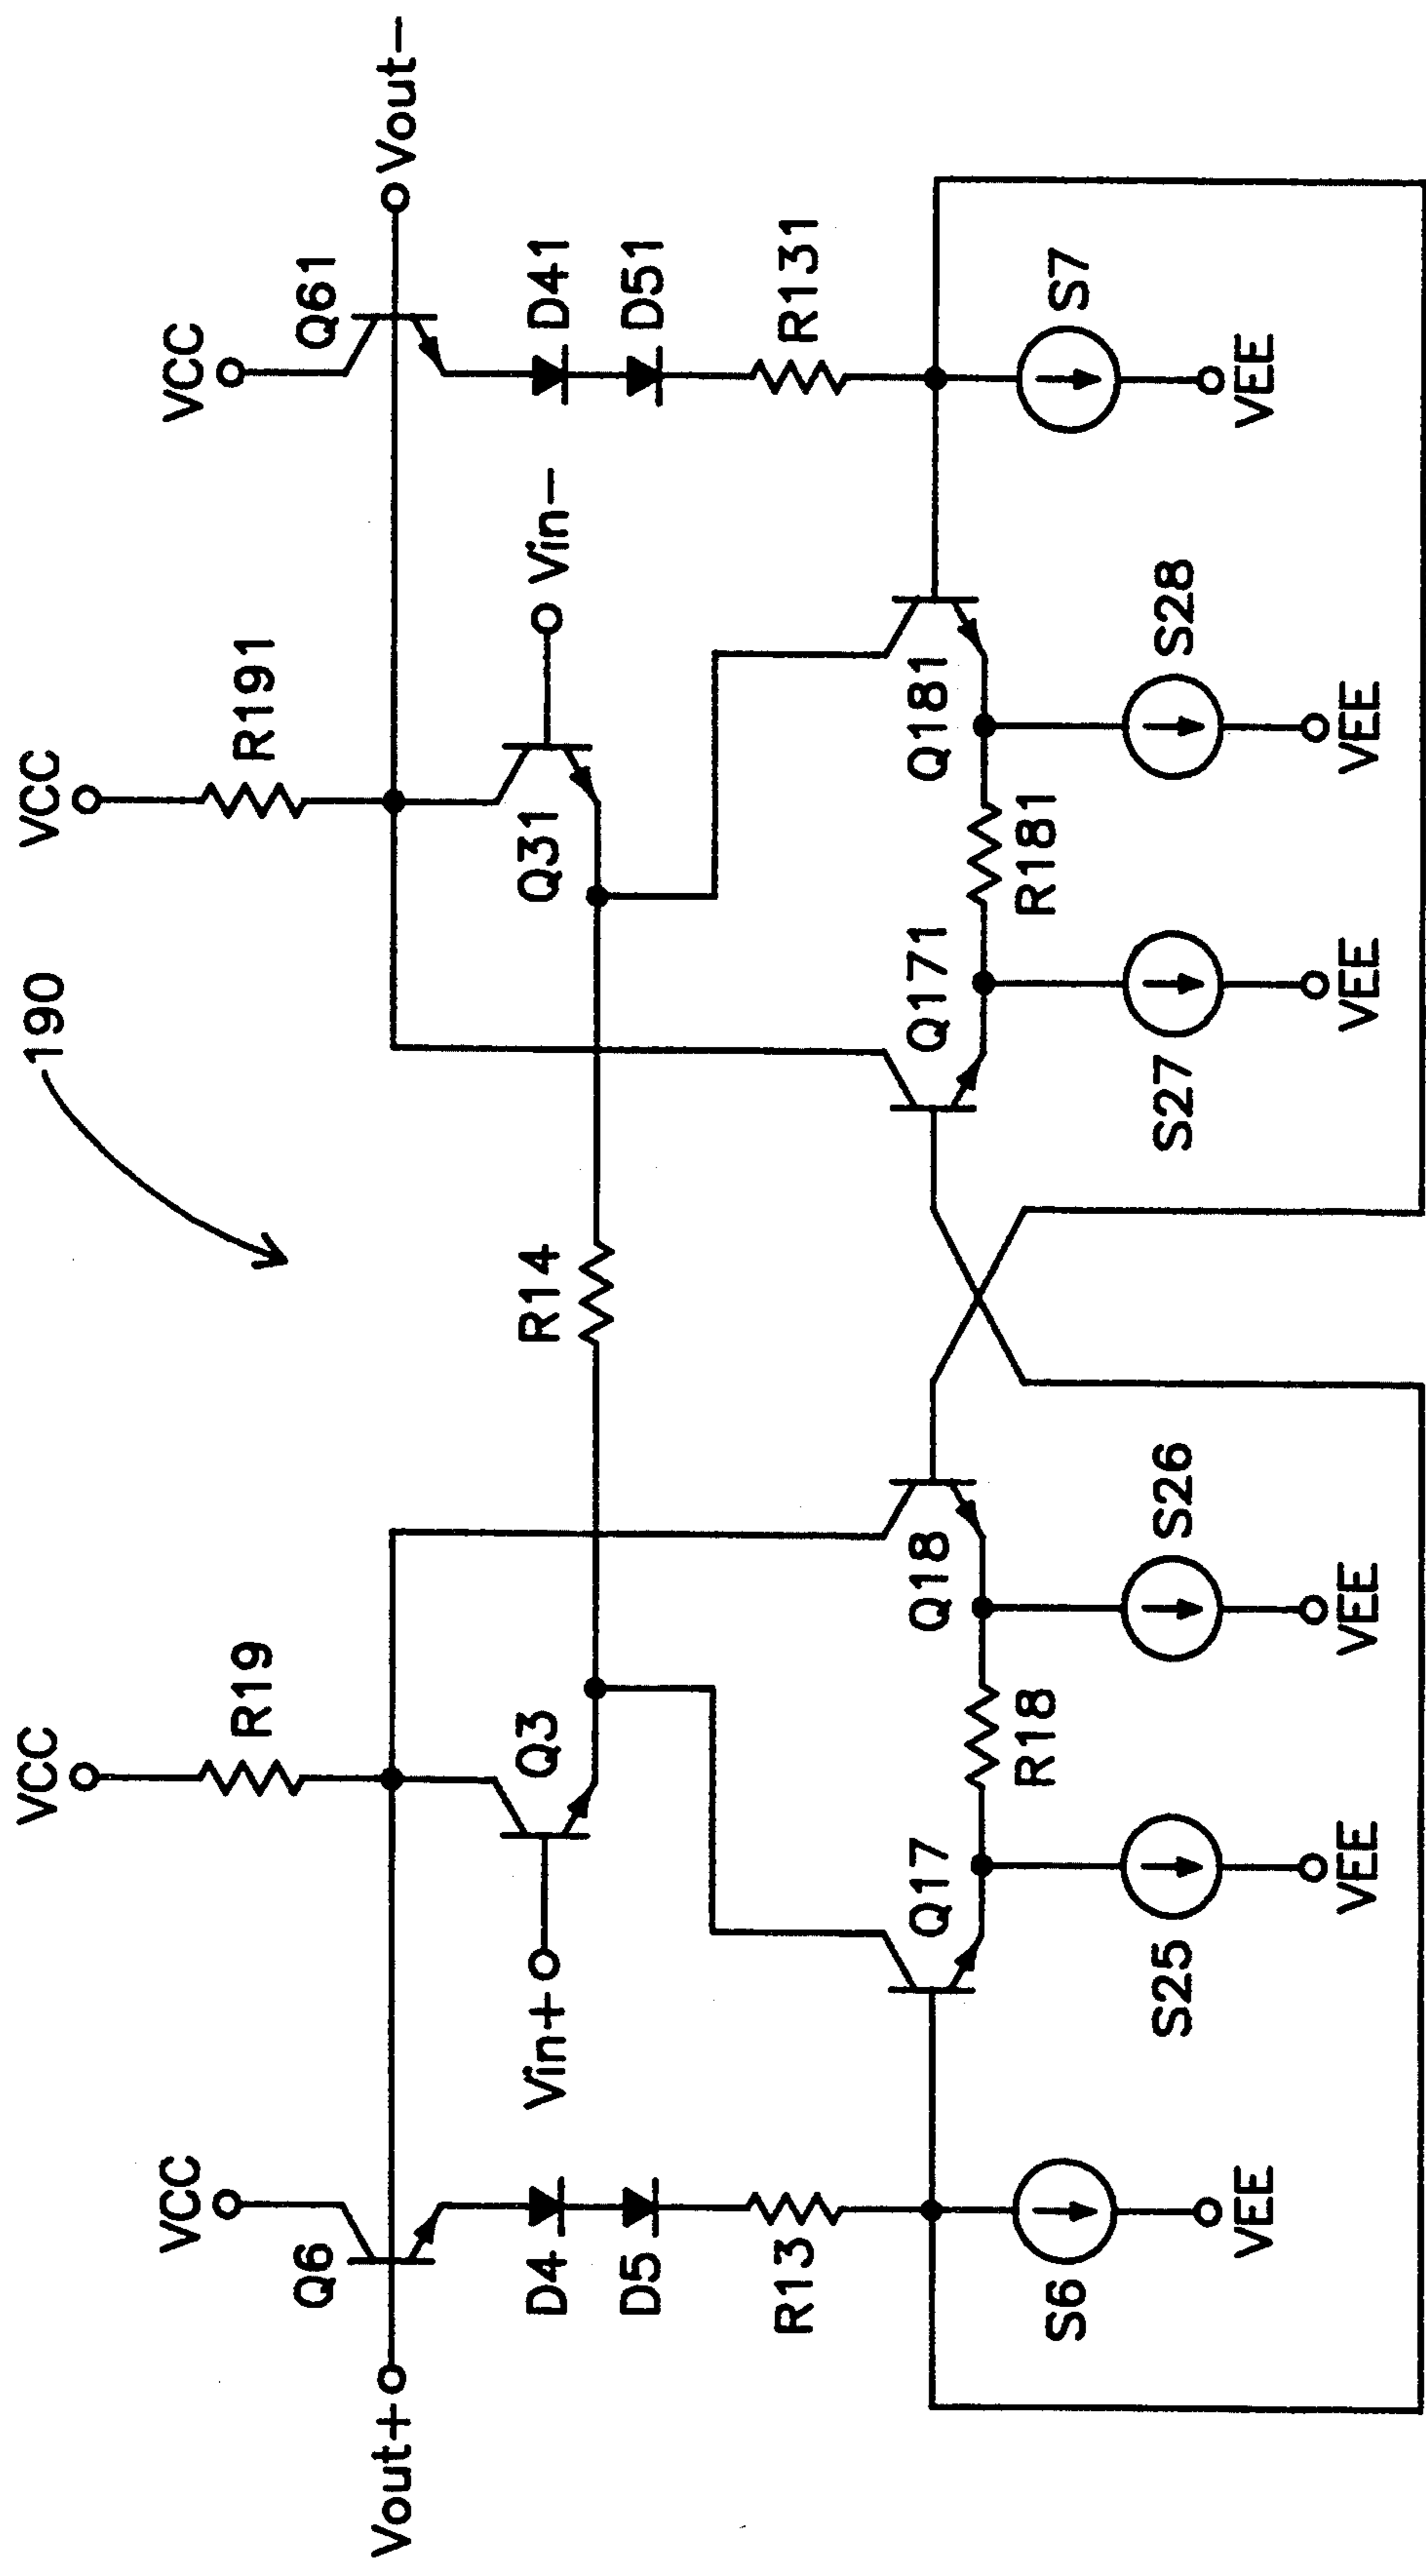 190
VCC
VCC
R19
R191
VCC
VCC
Q6
Q61
Vout+
Vout-
Vin+
Q3
R14
Q31
Vin-
D4
D41
D5
D51
R13
R131
Q17
Q18
Q171
Q181
R18
R181
S6
S7
S25
S26
S27
S28
VEE
VEE
VEE
VEE
VEE
VEE